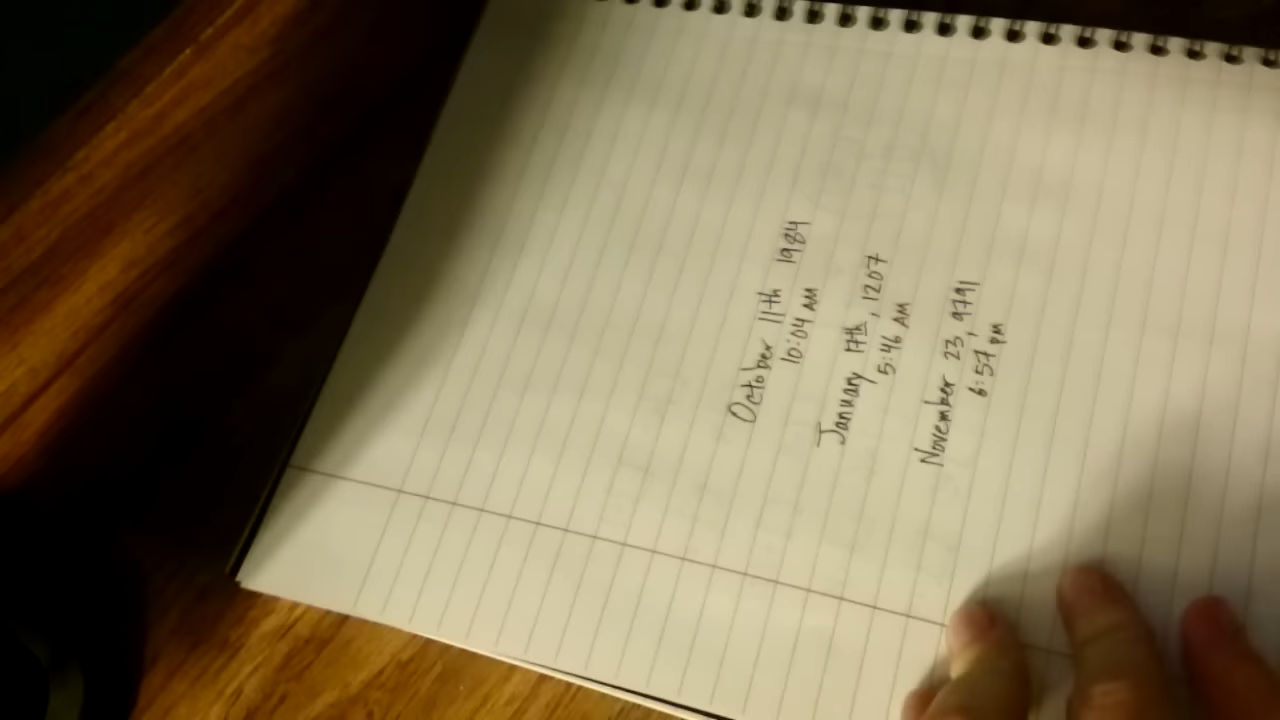 October 11th 1984
10:04 AM
January 17th, 1207
5:46 AM
November 23, 9791
6:57 PM